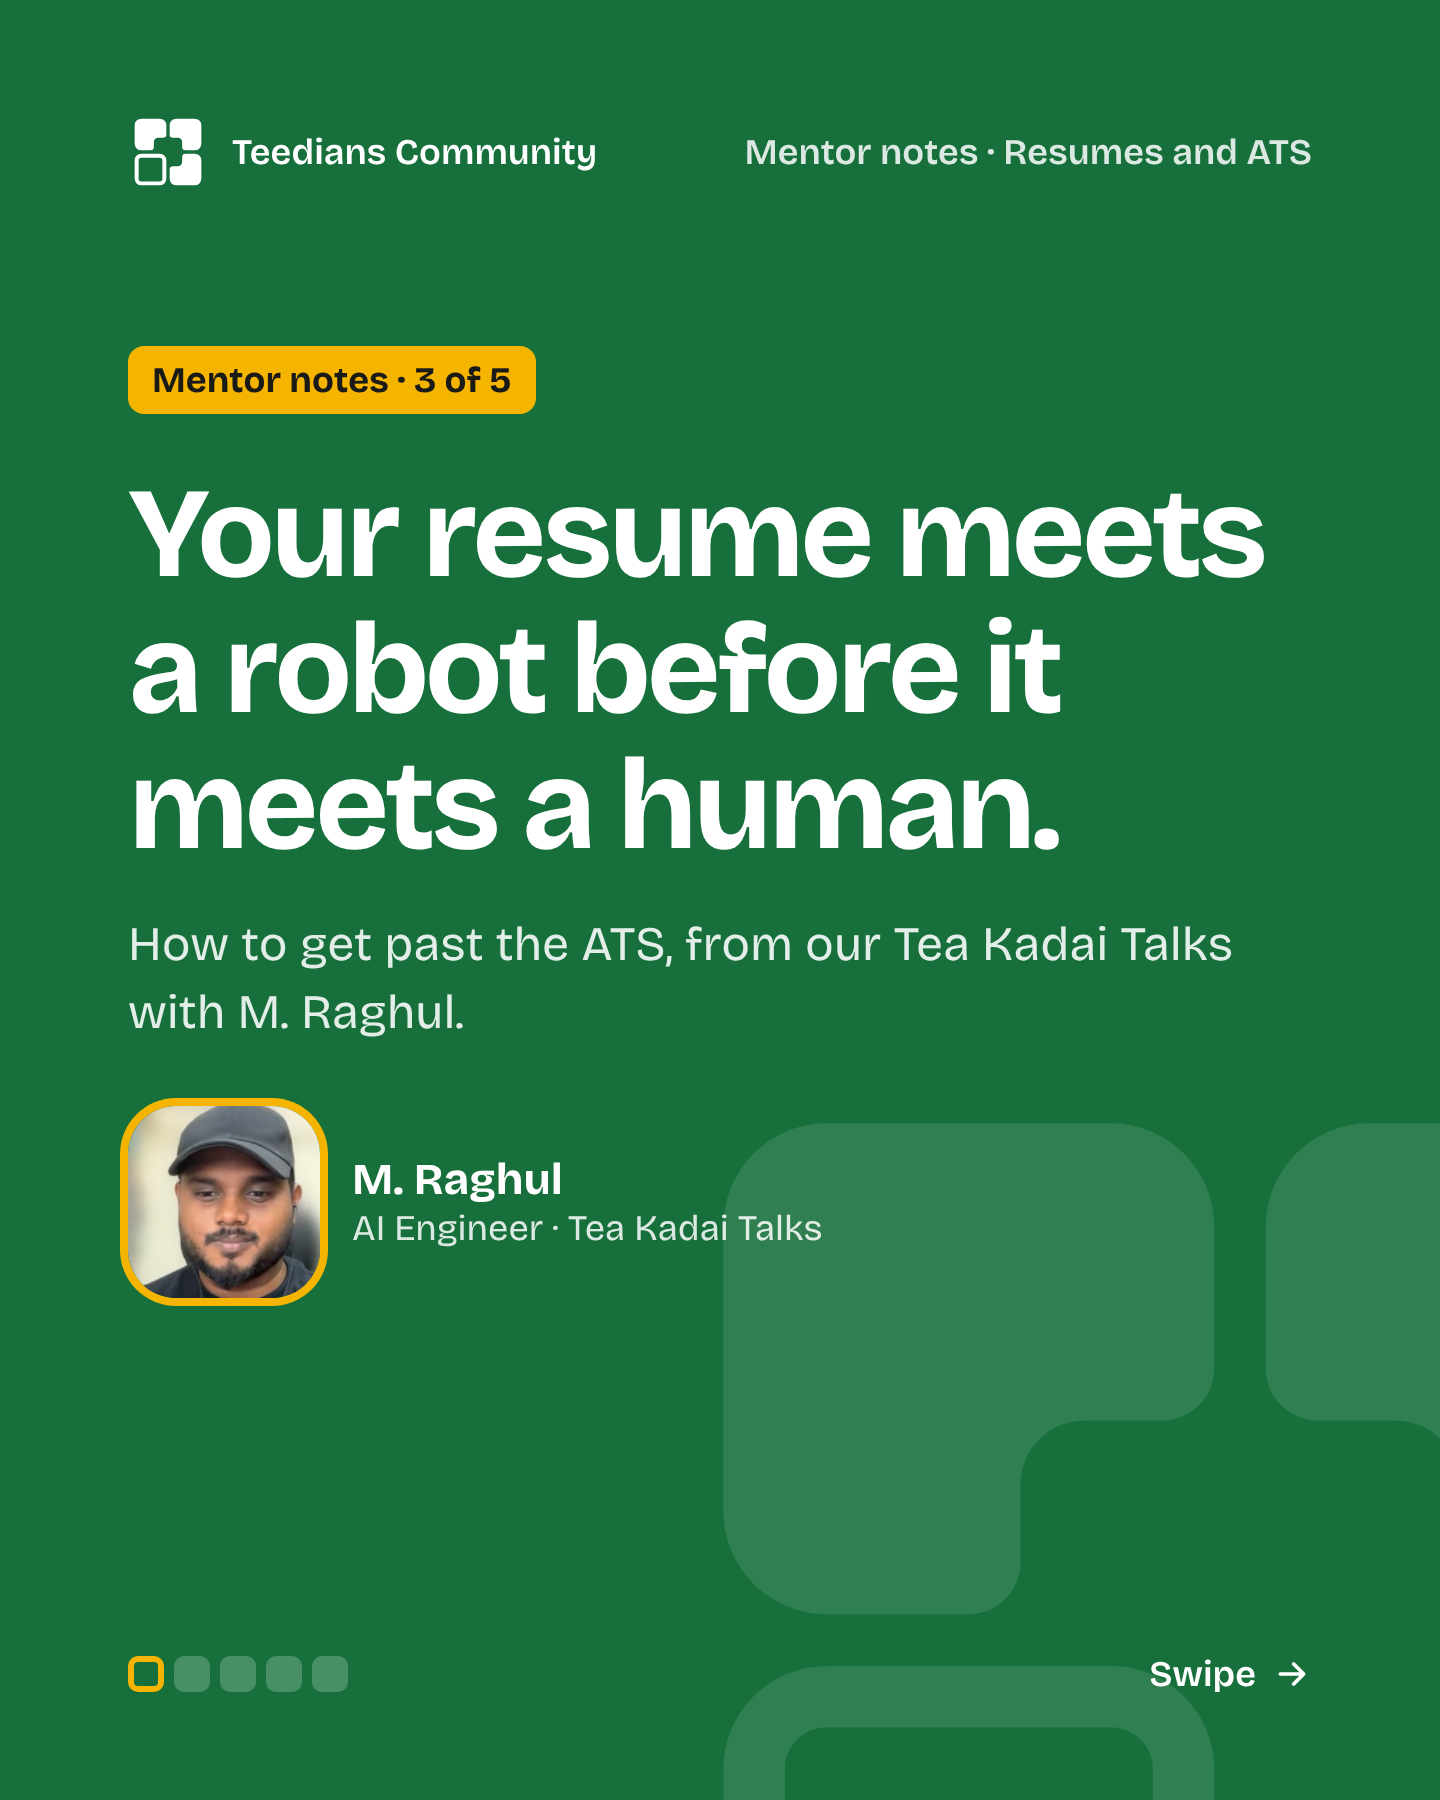 Teedians Community
Mentor notes · Resumes and ATS
Mentor notes · 3 of 5
Your resume meets
a robot before it
meets a human.
How to get past the ATS, from our Tea Kadai Talks
with M. Raghul.
M. Raghul
AI Engineer · Tea Kadai Talks
Swipe →